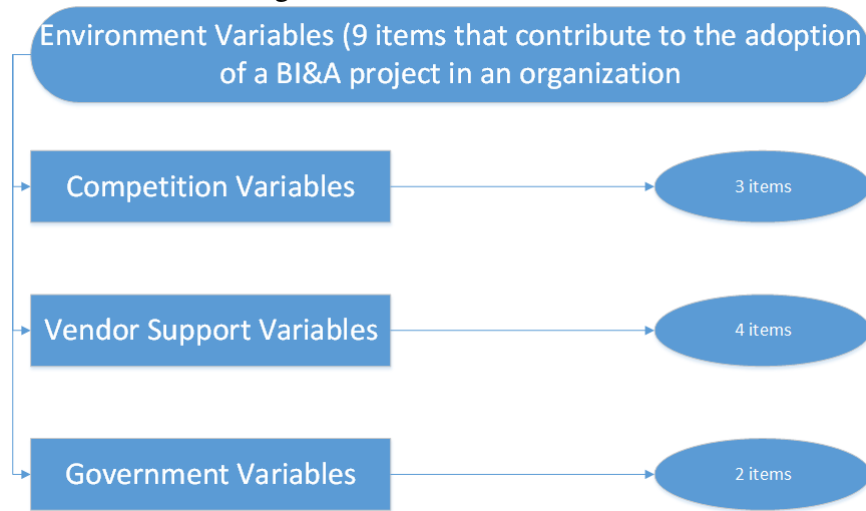 Environment Variables (9 items that contribute to the adoption
of a BI&A project in an organization
Competition Variables
3 items
Vendor Support Variables
4 items
Government Variables
2 items